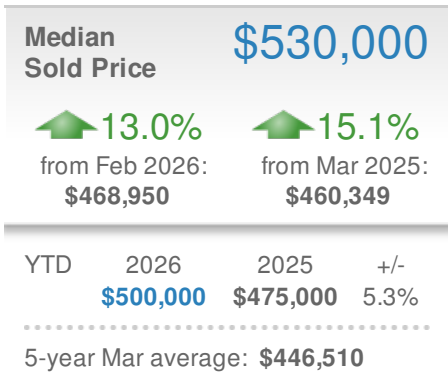 Median $530,000
Sold Price
13.0% 15.1%
from Feb 2026: from Mar 2025:
$468,950 $460,349
YTD 2026 2025 +/-
$500,000 $475,000 5.3%
5-year Mar average: $446,510